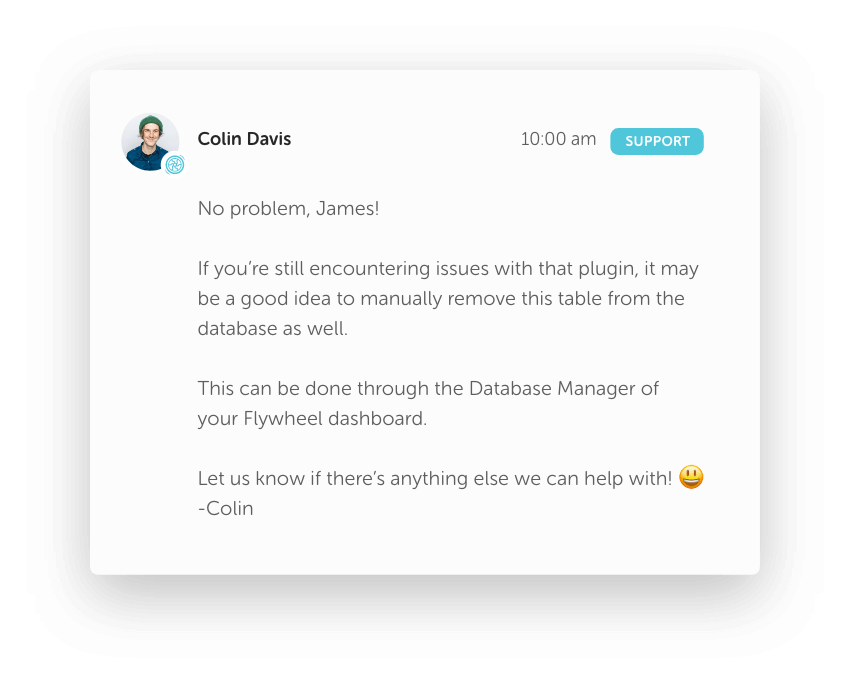 Colin Davis
10:00 am
SUPPORT
No problem, James!
If you’re still encountering issues with that plugin, it may
be a good idea to manually remove this table from the
database as well.
This can be done through the Database Manager of
your Flywheel dashboard.
Let us know if there’s anything else we can help with! 😃
-Colin